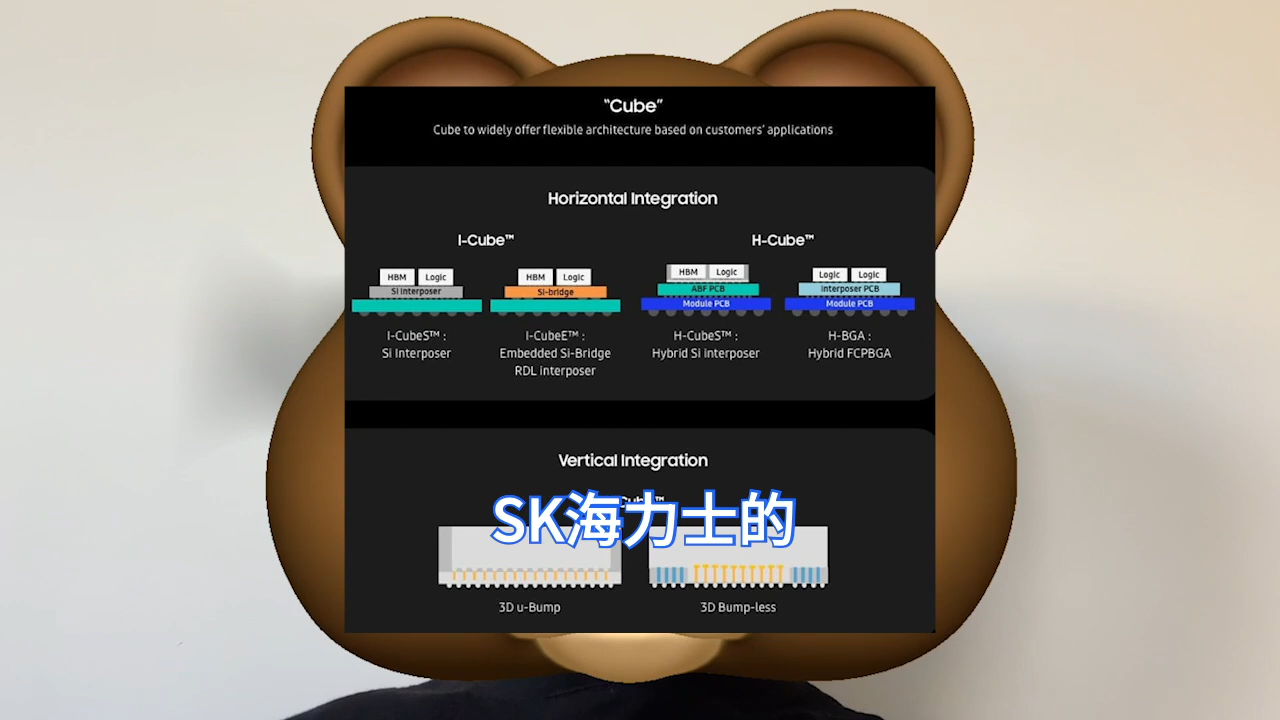 “Cube”
Cube to widely offer flexible architecture based on customers’ applications
Horizontal Integration
I-Cube™
H-Cube™
HBM Logic
Si interposer
HBM Logic
Si-bridge
HBM Logic
ABF PCB
Module PCB
Logic Logic
interposer PCB
Module PCB
I-CubeS™ :
Si Interposer
I-CubeE™ :
Embedded Si-Bridge
RDL interposer
H-CubeS™ :
Hybrid Si interposer
H-BGA :
Hybrid FCPBGA
Vertical Integration
SK海力士的
3D u-Bump
3D Bump-less